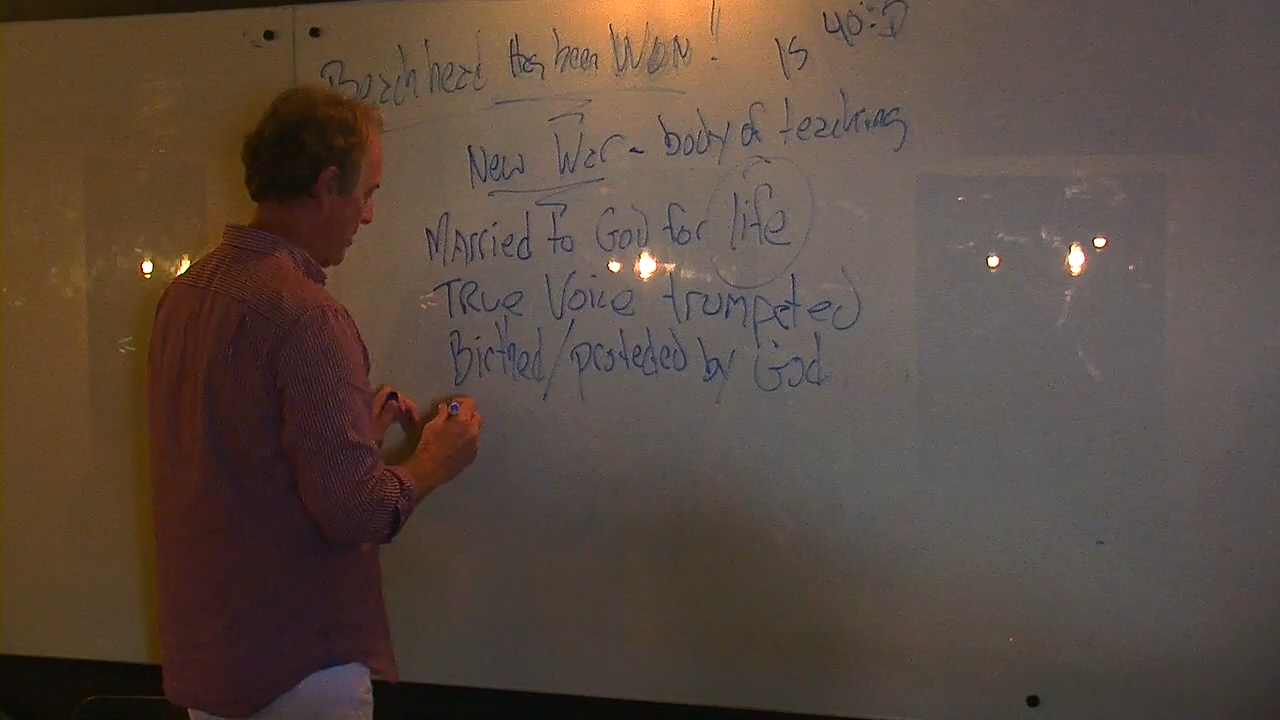 Beachhead Has been WON! IS 40:
New War - body of teaching
MArried to GoD for life
TRue Voice trumpeteD
Birthed/protected by God